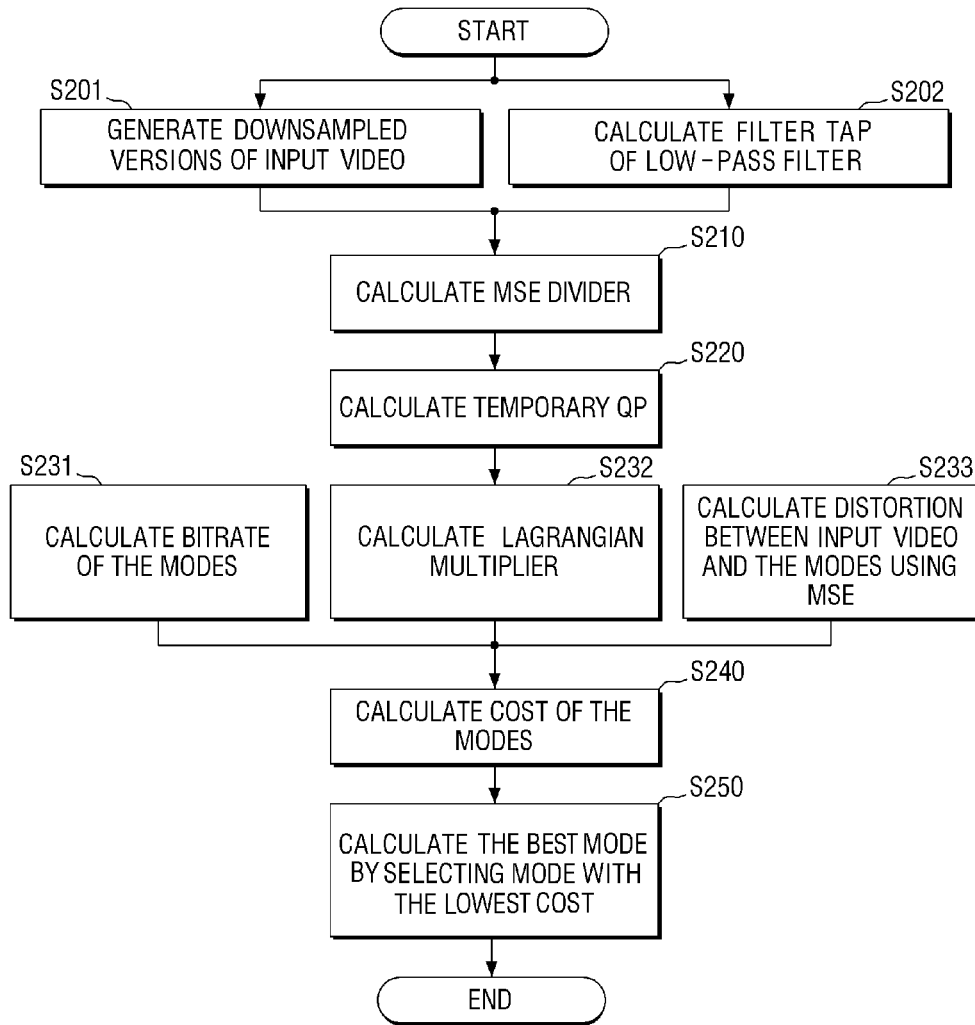 START
S201
GENERATE DOWNSAMPLED
VERSIONS OF INPUT VIDEO
S202
CALCULATE FILTER TAP
OF LOW-PASS FILTER
S210
CALCULATE MSE DIVIDER
S220
CALCULATE TEMPORARY QP
S231
CALCULATE BITRATE
OF THE MODES
S232
CALCULATE LAGRANGIAN
MULTIPLIER
S233
CALCULATE DISTORTION
BETWEEN INPUT VIDEO
AND THE MODES USING
MSE
S240
CALCULATE COST OF THE
MODES
S250
CALCULATE THE BEST MODE
BY SELECTING MODE WITH
THE LOWEST COST
END